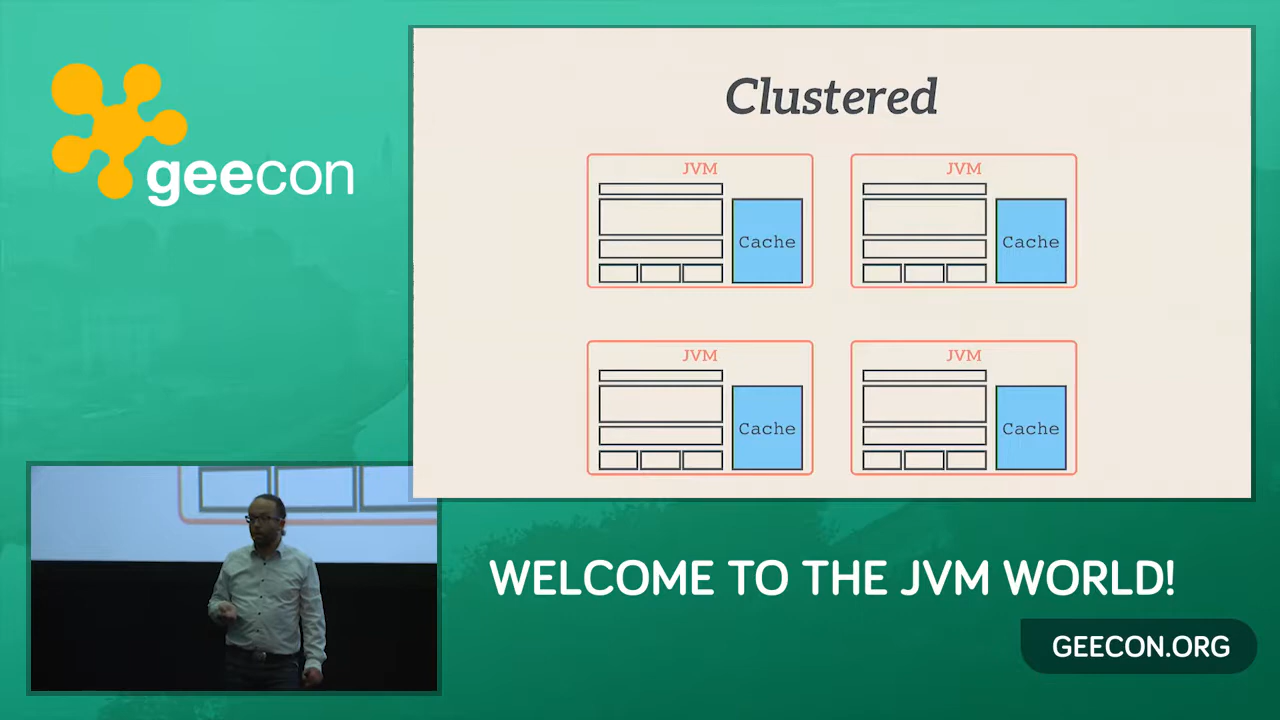 geecon
Clustered
JVM
Cache
JVM
Cache
JVM
Cache
JVM
Cache
WELCOME TO THE JVM WORLD!
GEECON.ORG